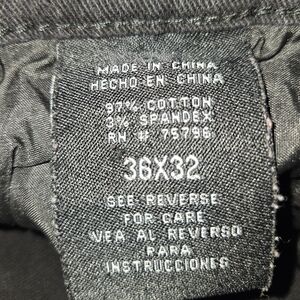 MADE IN CHINA
HECHO EN CHINA
97% COTTON
3% SPANDEX
RN # 75796
36X32
SEE REVERSE
FOR CARE
VEA AL REVERSO
PARA
INSTRUCCIONES